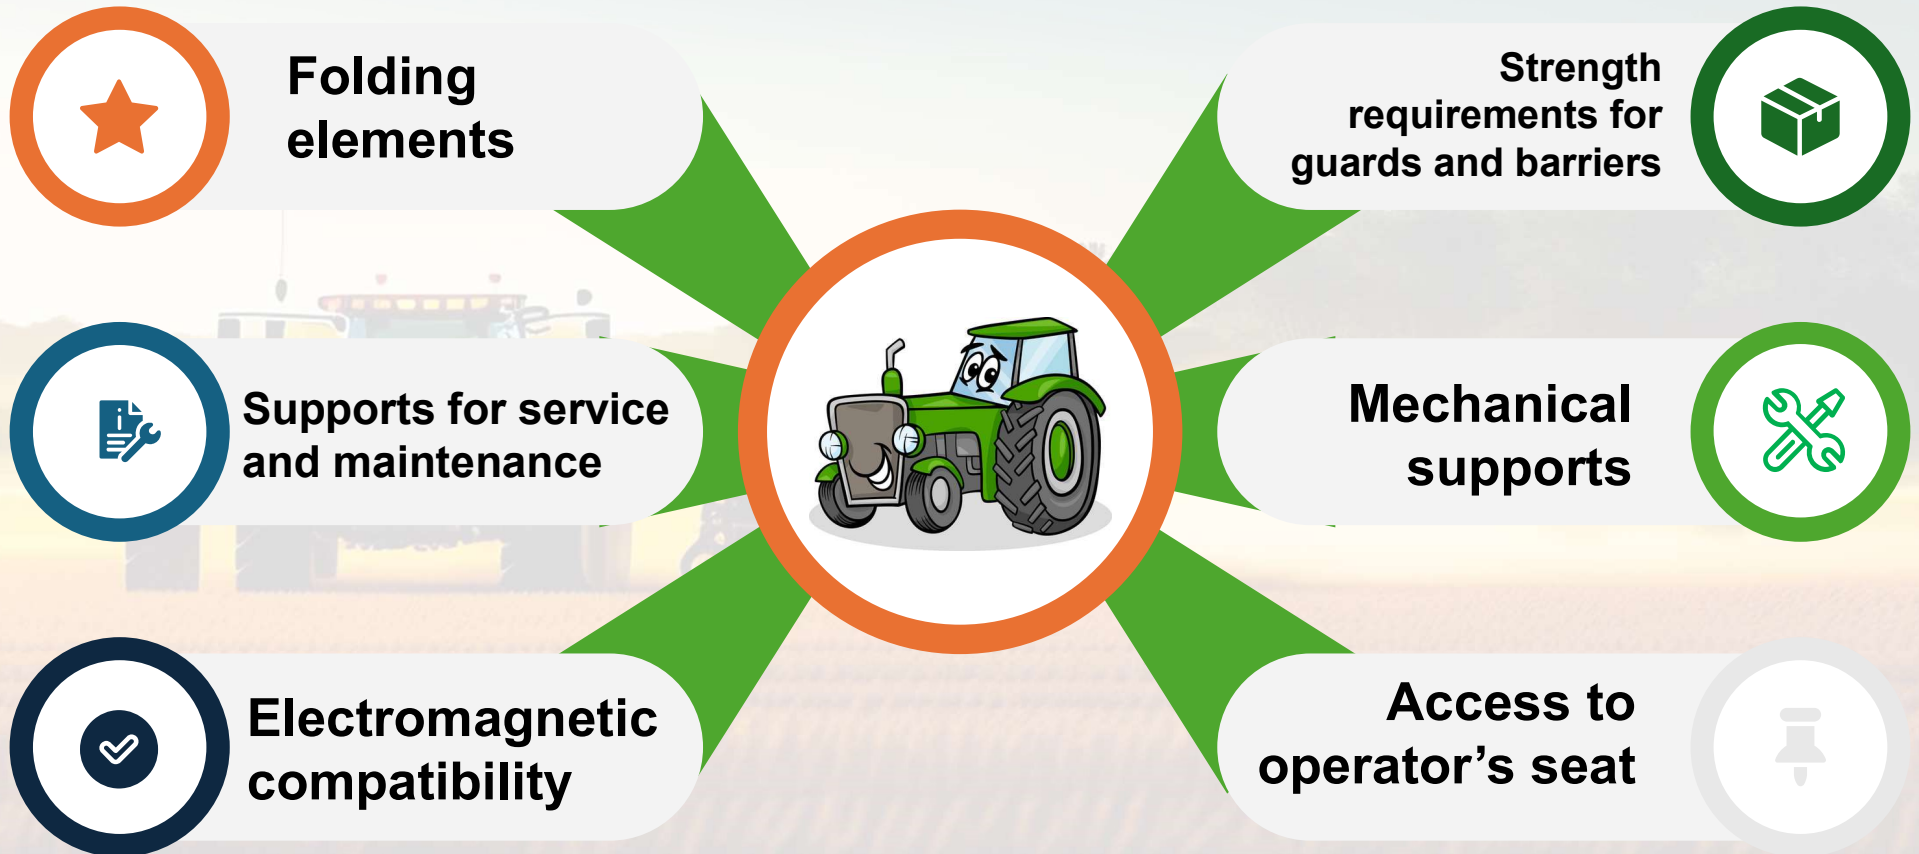 Folding
elements
Supports for service
and maintenance
Electromagnetic
compatibility
Strength
requirements for
guards and barriers
Mechanical
supports
Access to
operator’s seat